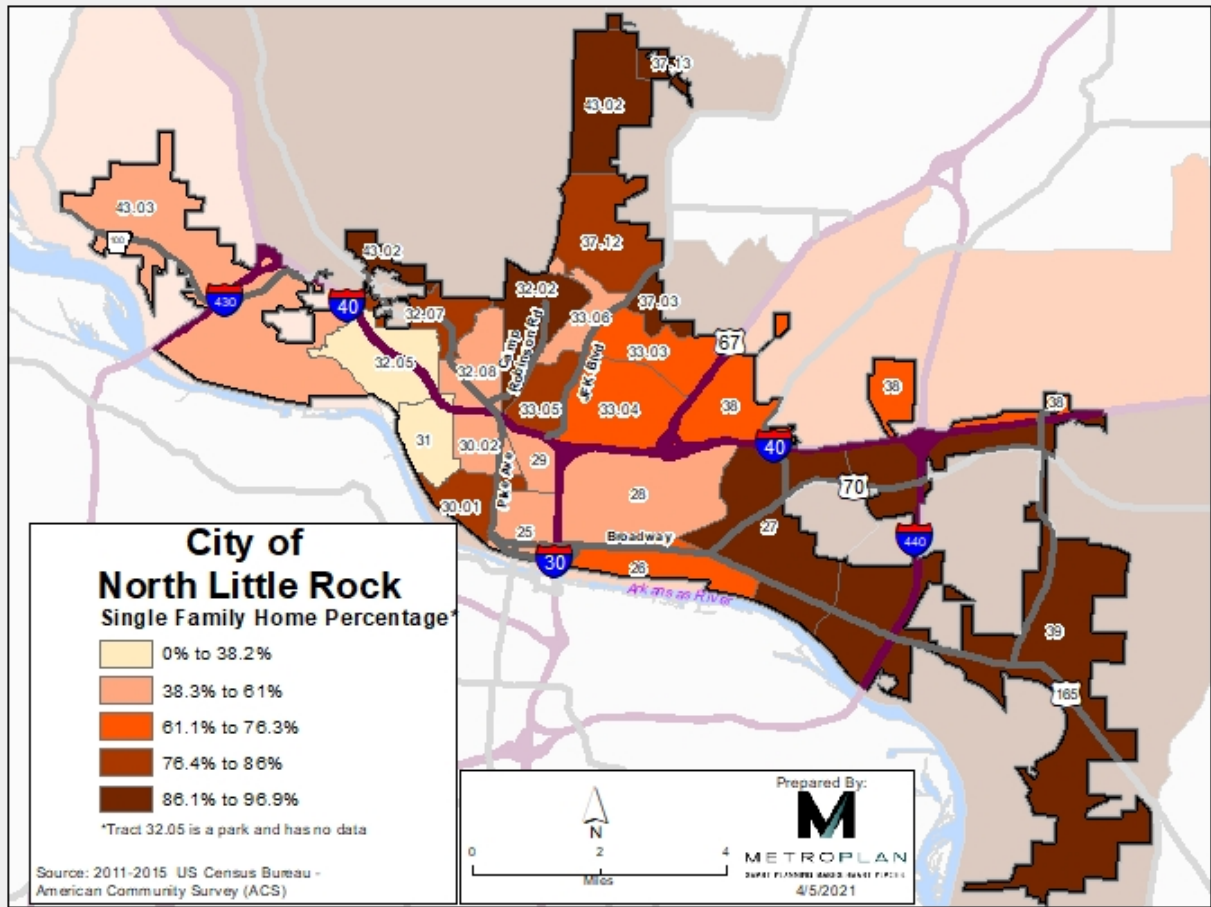 37.13
43.02
43.03
100
43.02
37.12
430
40
32.07
32.02
37.03
33.06
67
Camp
Robinson Rd
33.03
32.05
32.08
JFK Blvd
33.05
33.04
38
38
38
31
30.02
29
40
28
70
Pike Ave
30.01
25
Broadway
27
440
30
26
Arkansas River
39
165
City of
North Little Rock
Single Family Home Percentage*
0% to 38.2%
38.3% to 61%
61.1% to 76.3%
76.4% to 86%
86.1% to 96.9%
*Tract 32.05 is a park and has no data
Source: 2011-2015 US Census Bureau -
American Community Survey (ACS)
N
0 2 4
Miles
Prepared By:
M
METROPLAN
SMART PLANNING MAKES SMART PLACES
4/5/2021